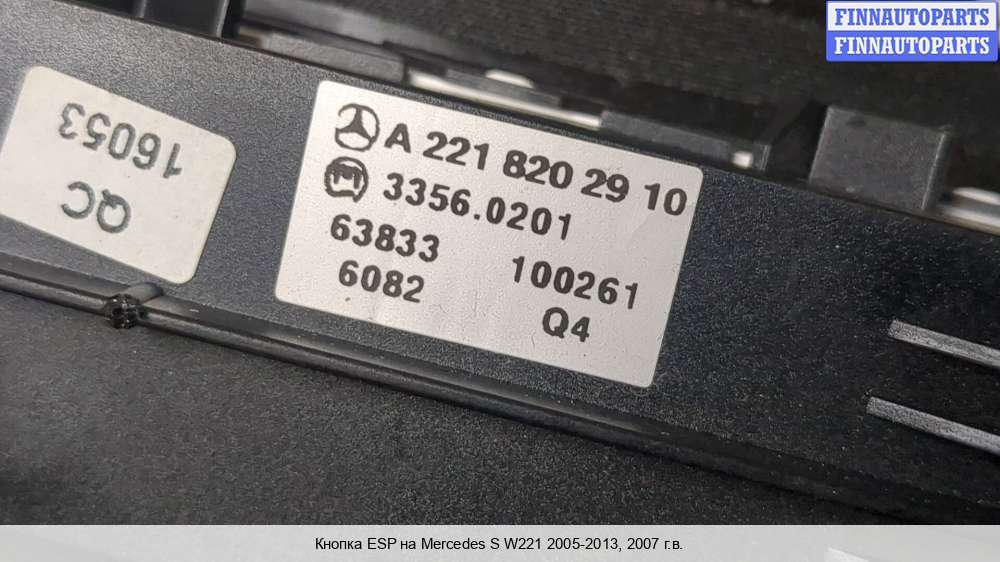 FINNAUTOPARTS
FINNAUTOPARTS
16053
QC
A 221 820 29 10
3356.0201
63833 100261
6082 Q4
Кнопка ESP на Mercedes S W221 2005-2013, 2007 г.в.